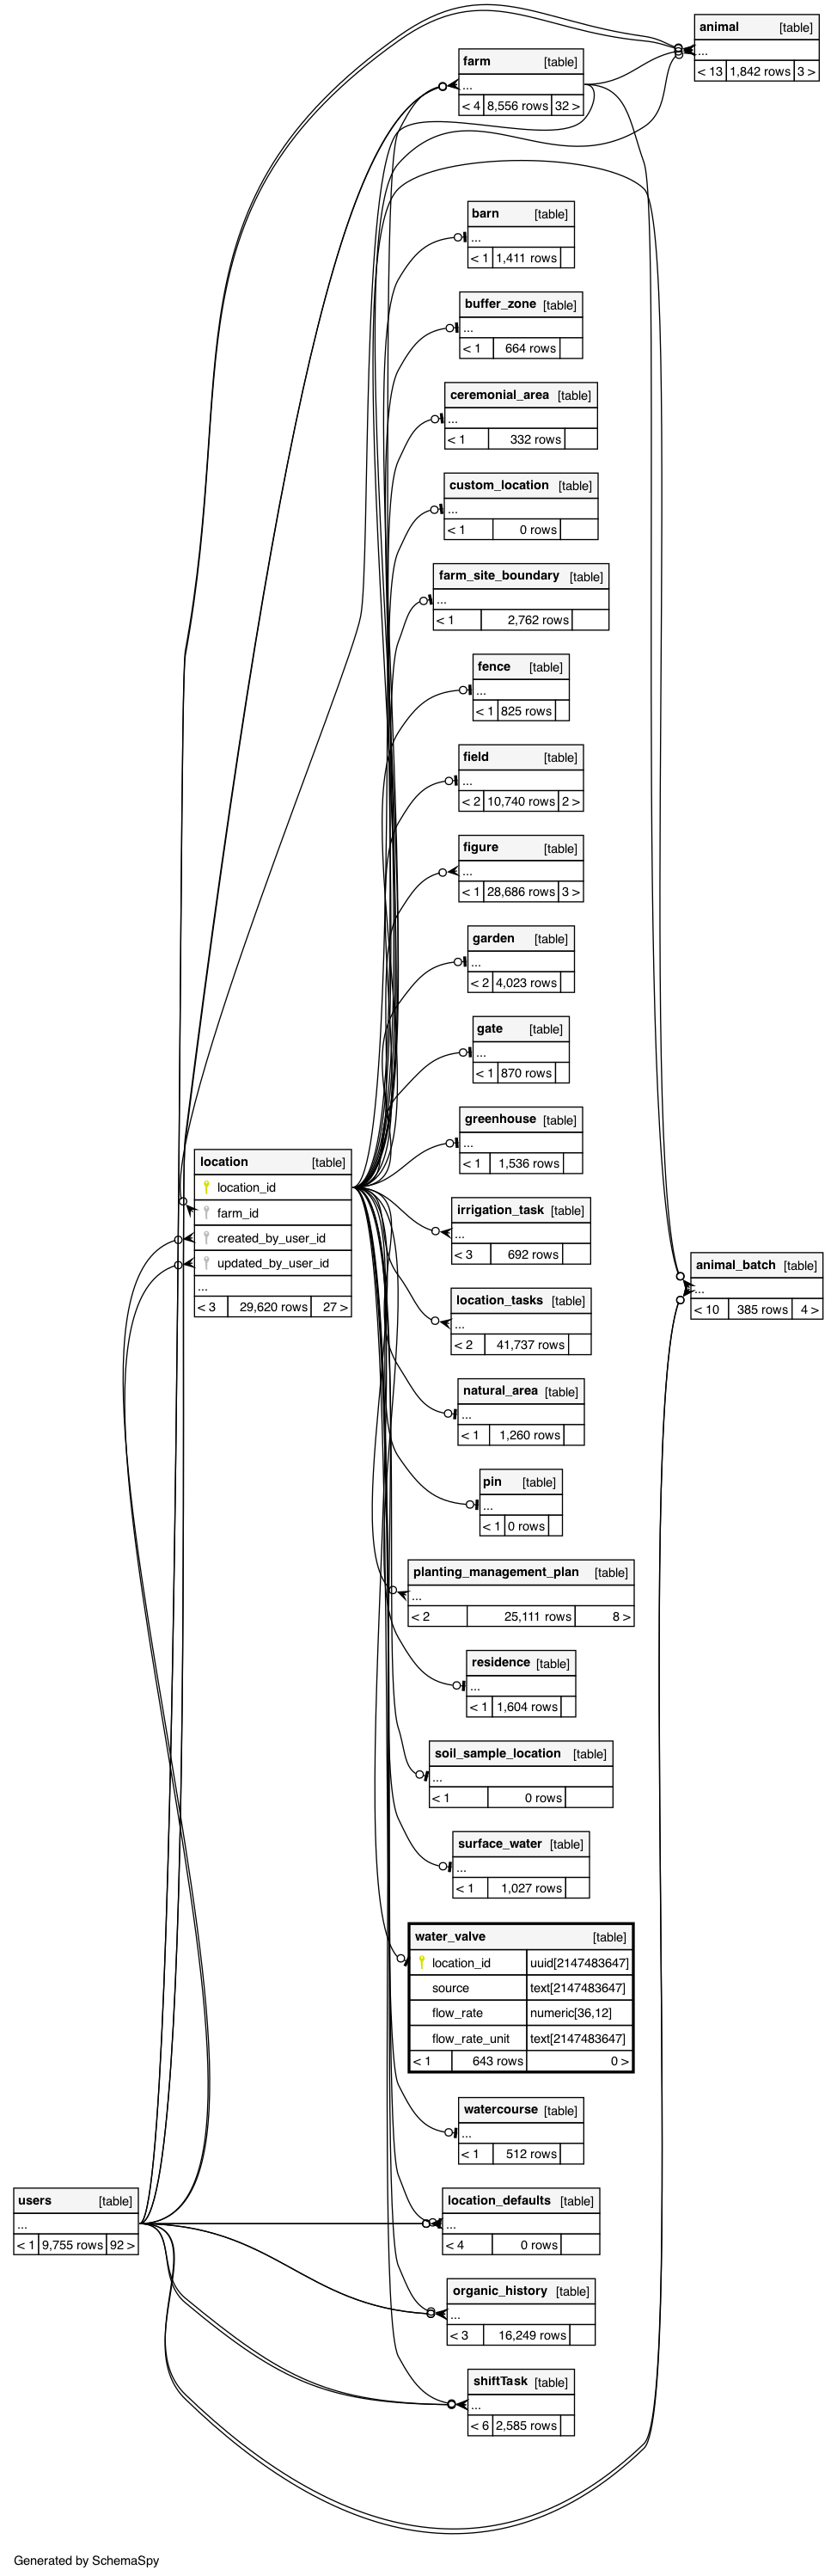 animal [table]
...
< 13 1,842 rows 3 >
farm [table]
...
< 4 8,556 rows 32 >
barn [table]
...
< 1 1,411 rows
buffer_zone [table]
...
< 1 664 rows
ceremonial_area [table]
...
< 1 332 rows
custom_location [table]
...
< 1 0 rows
farm_site_boundary [table]
...
< 1 2,762 rows
fence [table]
...
< 1 825 rows
field [table]
...
< 2 10,740 rows 2 >
figure [table]
...
< 1 28,686 rows 3 >
garden [table]
...
< 2 4,023 rows
gate [table]
...
< 1 870 rows
greenhouse [table]
...
< 1 1,536 rows
location [table]
location_id
farm_id
created_by_user_id
updated_by_user_id
...
< 3 29,620 rows 27 >
irrigation_task [table]
...
< 3 692 rows
animal_batch [table]
...
< 10 385 rows 4 >
location_tasks [table]
...
< 2 41,737 rows
natural_area [table]
...
< 1 1,260 rows
pin [table]
...
< 1 0 rows
planting_management_plan [table]
...
< 2 25,111 rows 8 >
residence [table]
...
< 1 1,604 rows
soil_sample_location [table]
...
< 1 0 rows
surface_water [table]
...
< 1 1,027 rows
water_valve [table]
location_id uuid[2147483647]
source text[2147483647]
flow_rate numeric[36,12]
flow_rate_unit text[2147483647]
< 1 643 rows 0 >
watercourse [table]
...
< 1 512 rows
users [table]
...
< 1 9,755 rows 92 >
location_defaults [table]
...
< 4 0 rows
organic_history [table]
...
< 3 16,249 rows
shiftTask [table]
...
< 6 2,585 rows
Generated by SchemaSpy